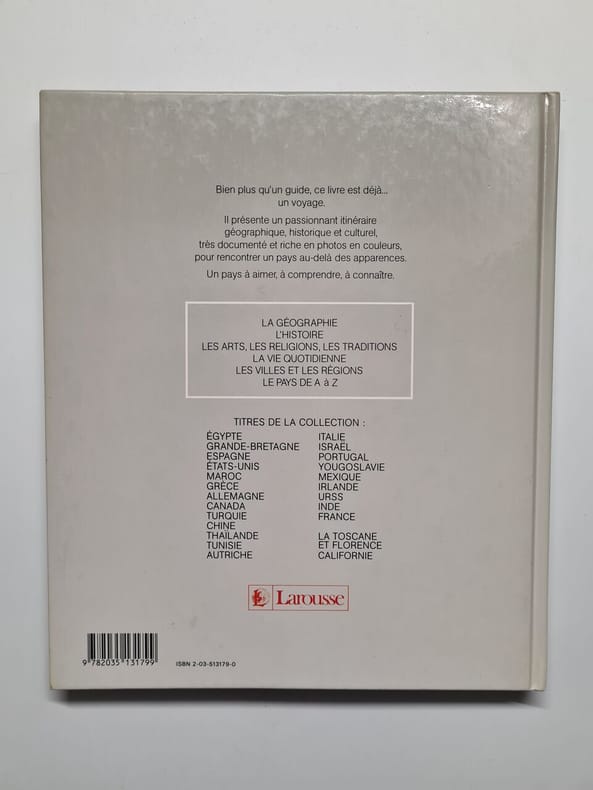 Bien plus qu'un guide, ce livre est déjà...
un voyage.
Il présente un passionnant itinéraire
géographique, historique et culturel,
très documenté et riche en photos en couleurs,
pour rencontrer un pays au-delà des apparences.
Un pays à aimer, à comprendre, à connaître.
LA GÉOGRAPHIE
L'HISTOIRE
LES ARTS, LES RELIGIONS, LES TRADITIONS
LA VIE QUOTIDIENNE
LES VILLES ET LES RÉGIONS
LE PAYS DE A à Z
TITRES DE LA COLLECTION :
ÉGYPTE
GRANDE-BRETAGNE
ESPAGNE
ÉTATS-UNIS
MAROC
GRÈCE
ALLEMAGNE
CANADA
TURQUIE
CHINE
THAÏLANDE
TUNISIE
AUTRICHE
ITALIE
ISRAËL
PORTUGAL
YOUGOSLAVIE
MEXIQUE
IRLANDE
URSS
INDE
FRANCE
LA TOSCANE
ET FLORENCE
CALIFORNIE
LAROUSSE
9 782035 131799
ISBN 2-03-513179-0